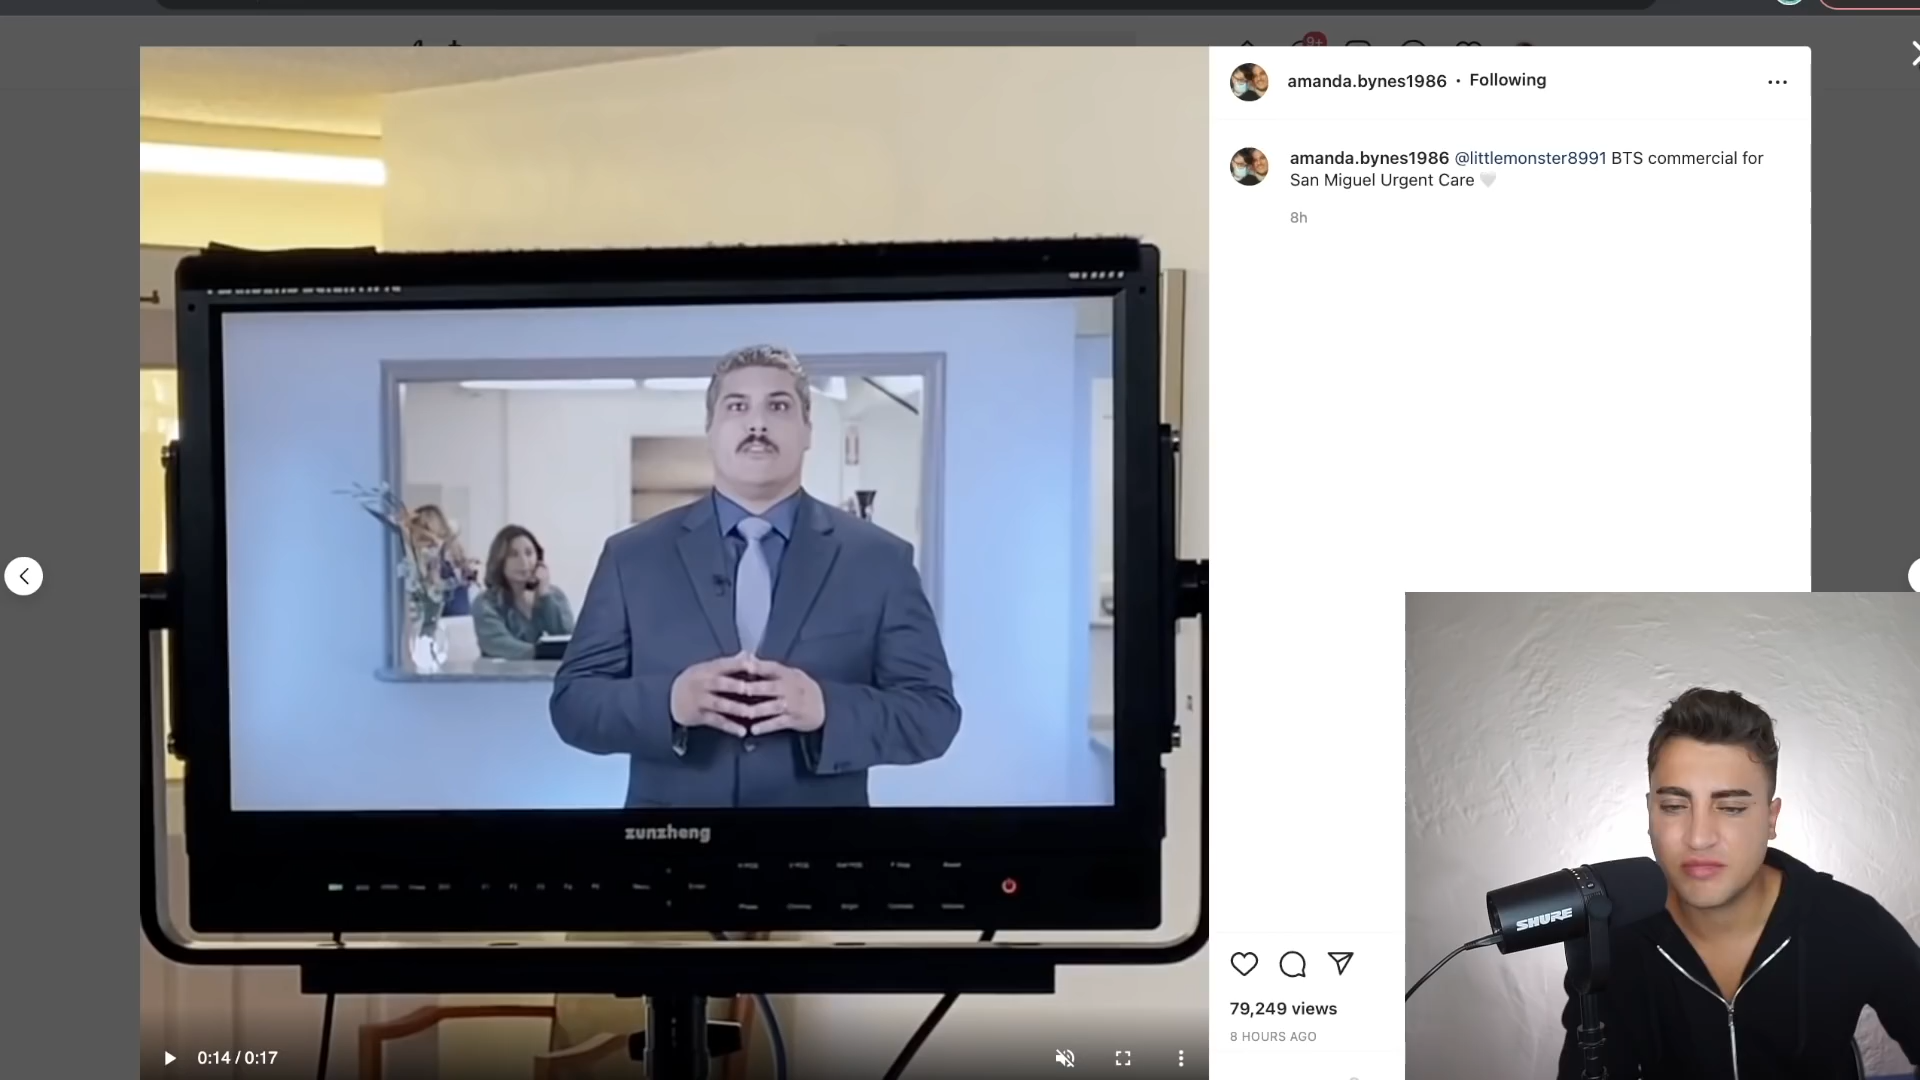 9+
amanda.bynes1986 • Following
amanda.bynes1986 @littlemonster8991 BTS commercial for
San Miguel Urgent Care 🤍
8h
zunzheng
SHURE
79,249 views
8 HOURS AGO
0:14 / 0:17